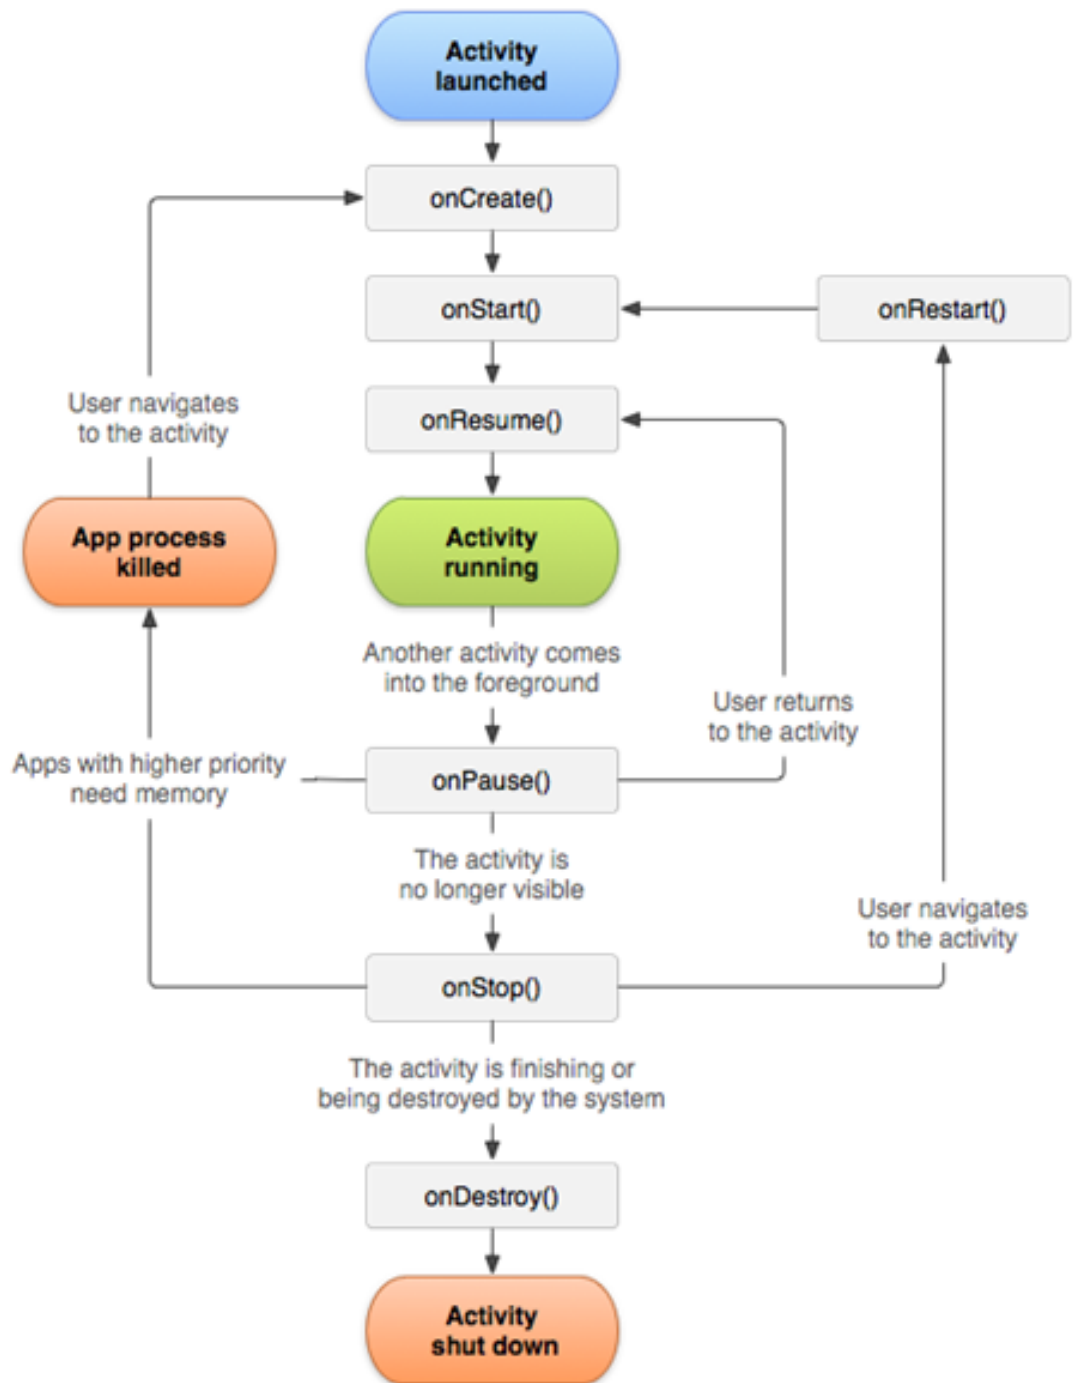 Activity
launched
onCreate()
onStart()
onRestart()
User navigates
to the activity
onResume()
App process
killed
Activity
running
Another activity comes
into the foreground
User returns
to the activity
Apps with higher priority
need memory
onPause()
The activity is
no longer visible
User navigates
to the activity
onStop()
The activity is finishing or
being destroyed by the system
onDestroy()
Activity
shut down